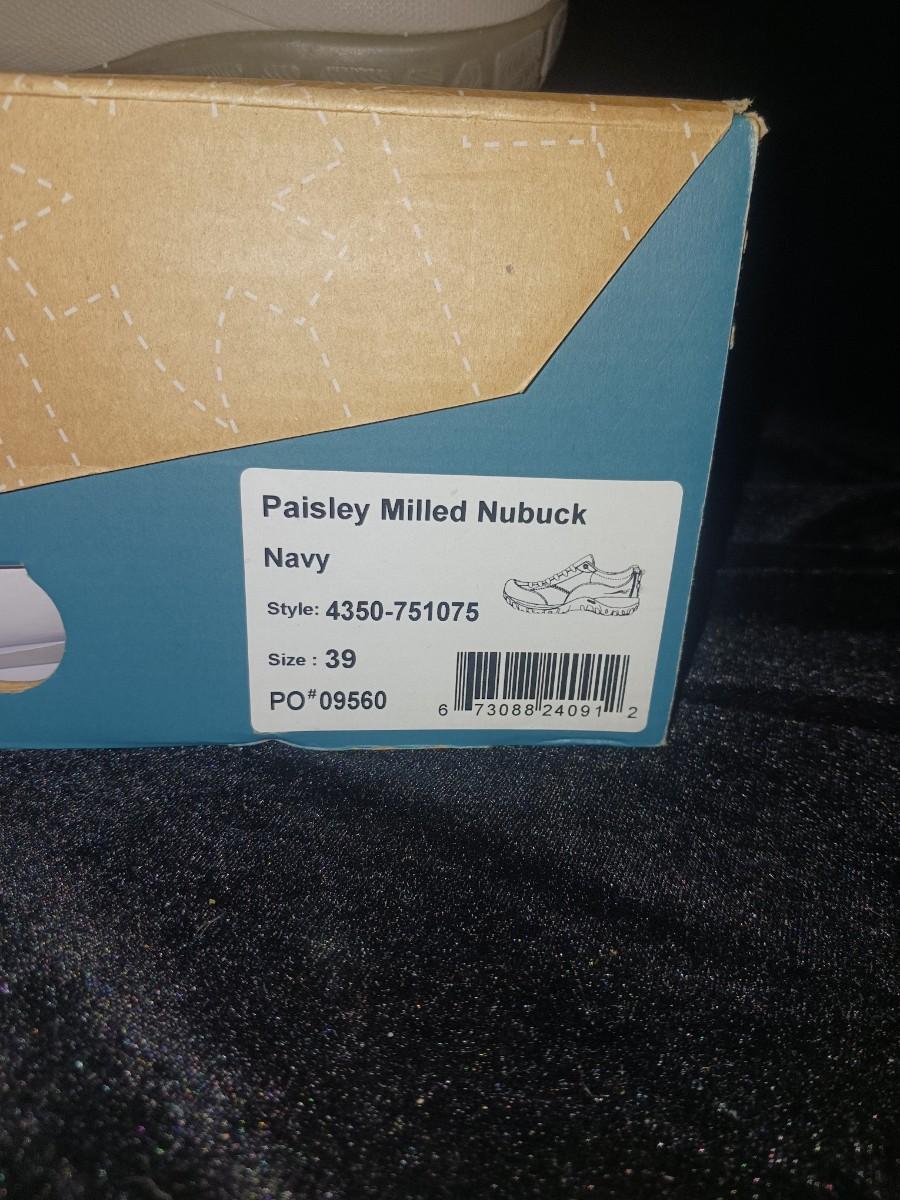 Paisley Milled Nubuck
Navy
Style: 4350-751075
Size : 39
PO#09560
6 73088 24091 2